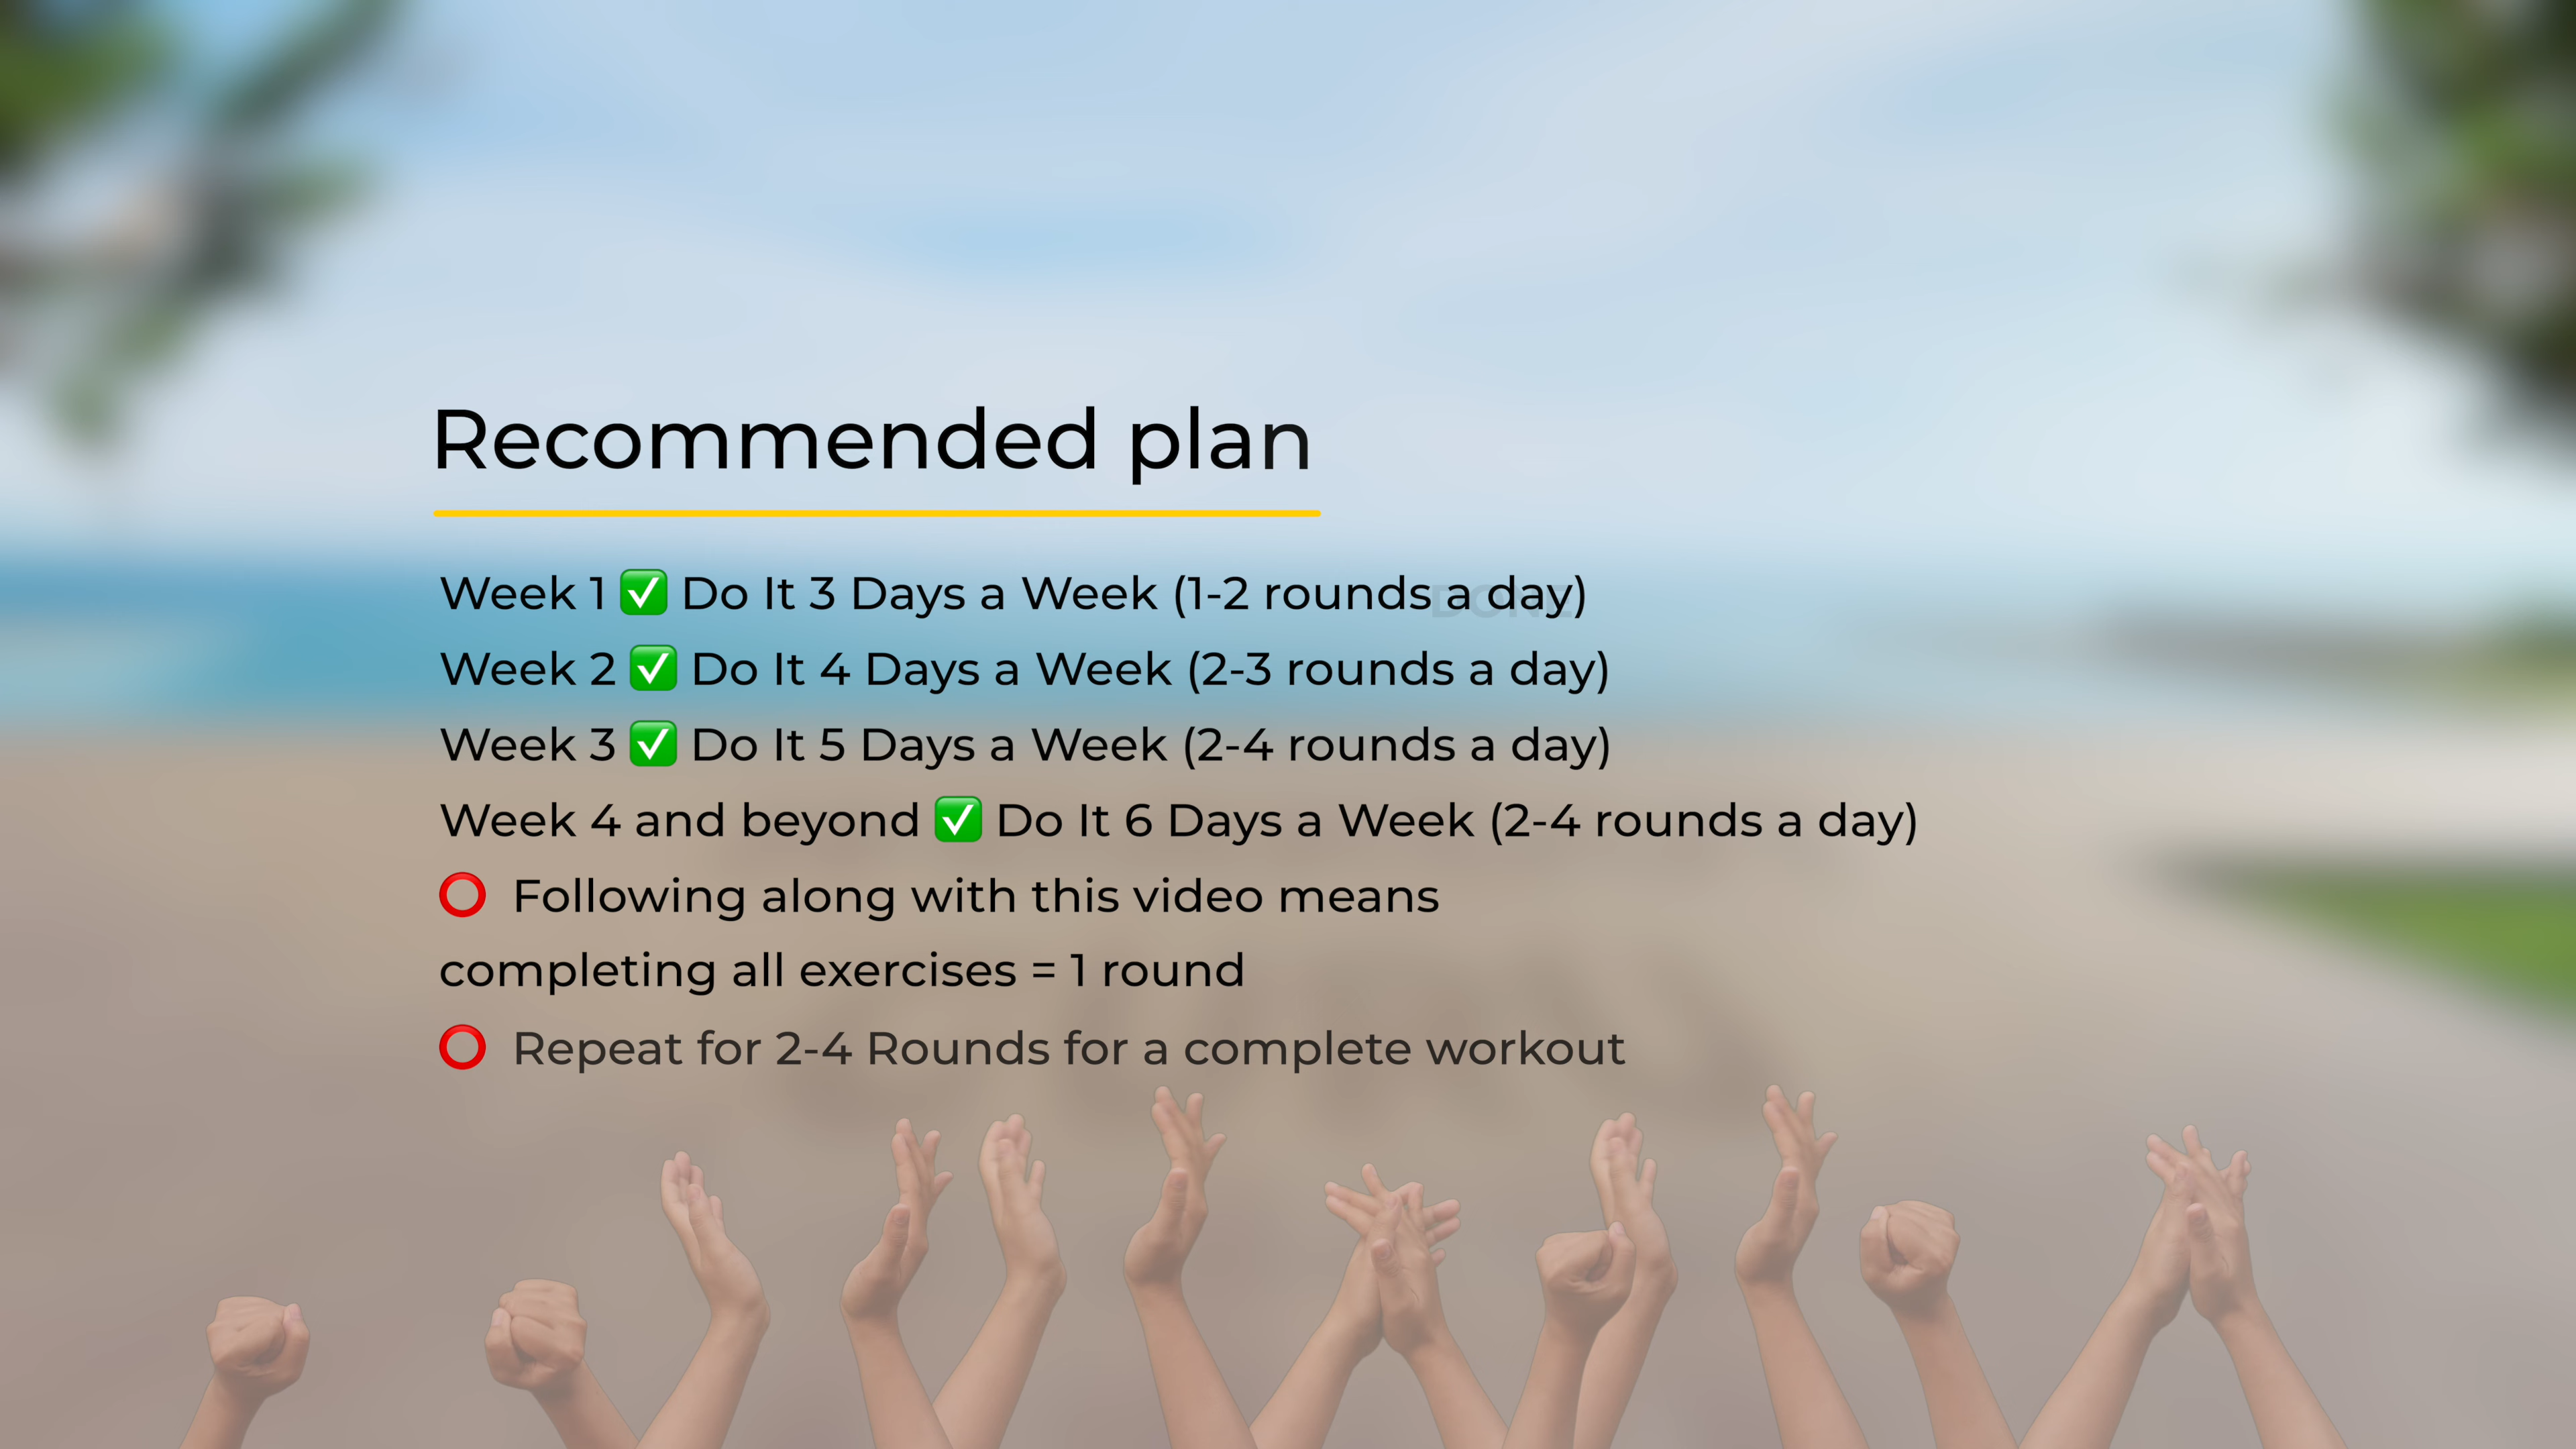 Recommended plan
Week 1 ✅ Do It 3 Days a Week (1-2 rounds a day)
DONE
Week 2 ✅ Do It 4 Days a Week (2-3 rounds a day)
Week 3 ✅ Do It 5 Days a Week (2-4 rounds a day)
Week 4 and beyond ✅ Do It 6 Days a Week (2-4 rounds a day)
⭕ Following along with this video means
completing all exercises = 1 round
⭕ Repeat for 2-4 Rounds for a complete workout